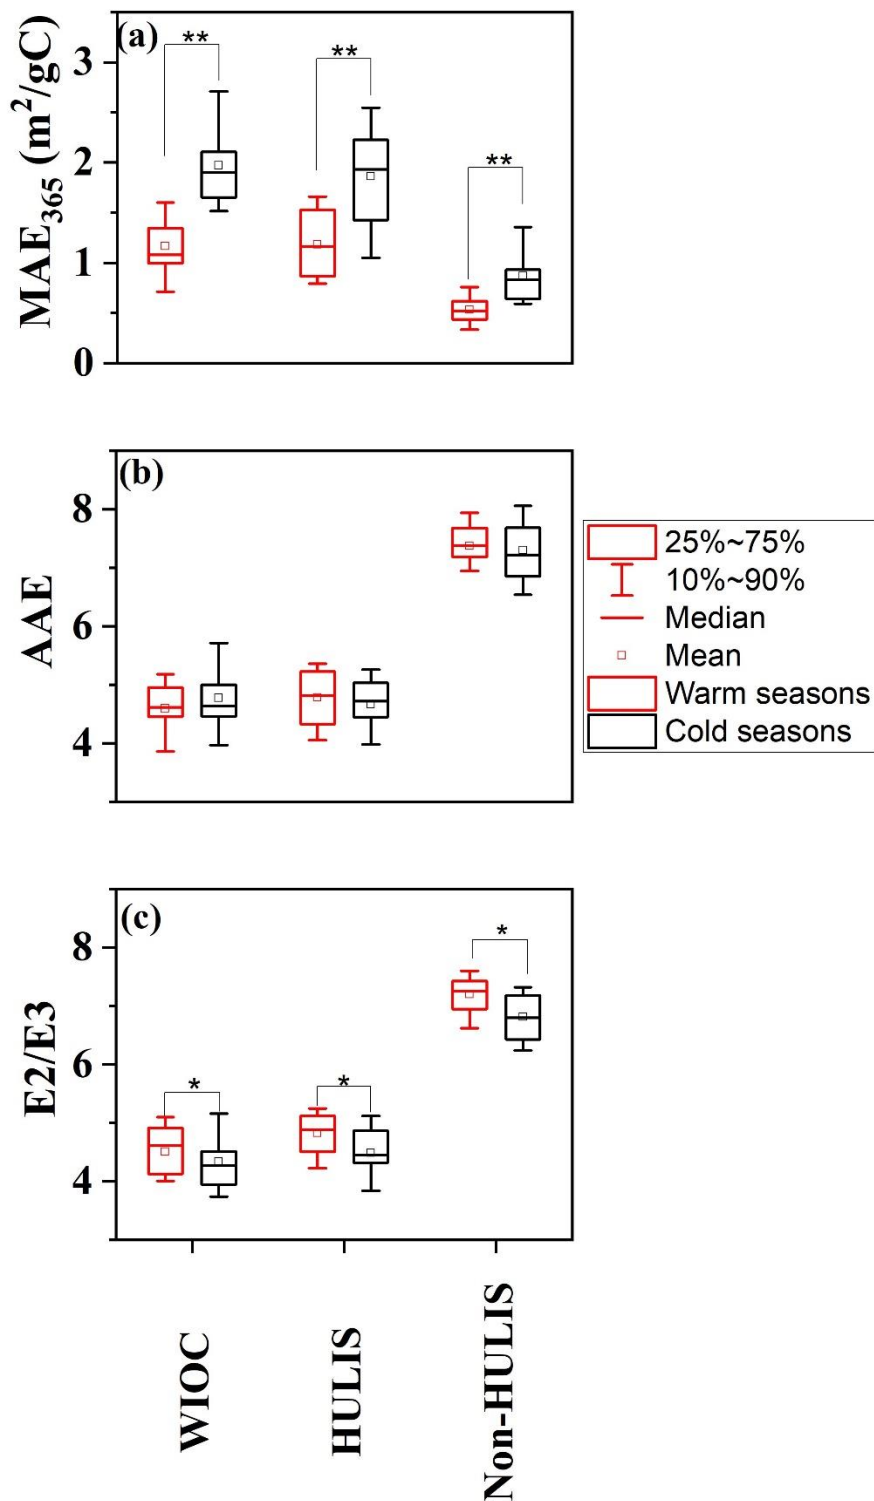 (a)
MAE365 (m2/gC)
3
2
1
0
**
**
**
(b)
AAE
8
6
4
25%~75%
10%~90%
Median
Mean
Warm seasons
Cold seasons
(c)
E2/E3
8
6
4
*
*
*
WIOC
HULIS
Non-HULIS